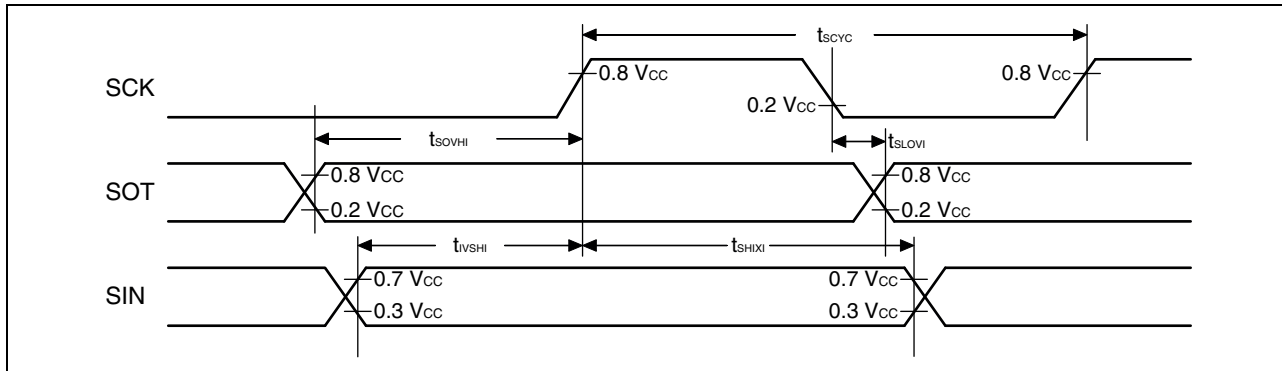 tSCYC
SCK
0.8 VCC
0.8 VCC
0.2 VCC
tSOVHI
tSLOVI
SOT
0.8 VCC
0.8 VCC
0.2 VCC
0.2 VCC
tIVSHI
tSHIXI
SIN
0.7 VCC
0.7 VCC
0.3 VCC
0.3 VCC